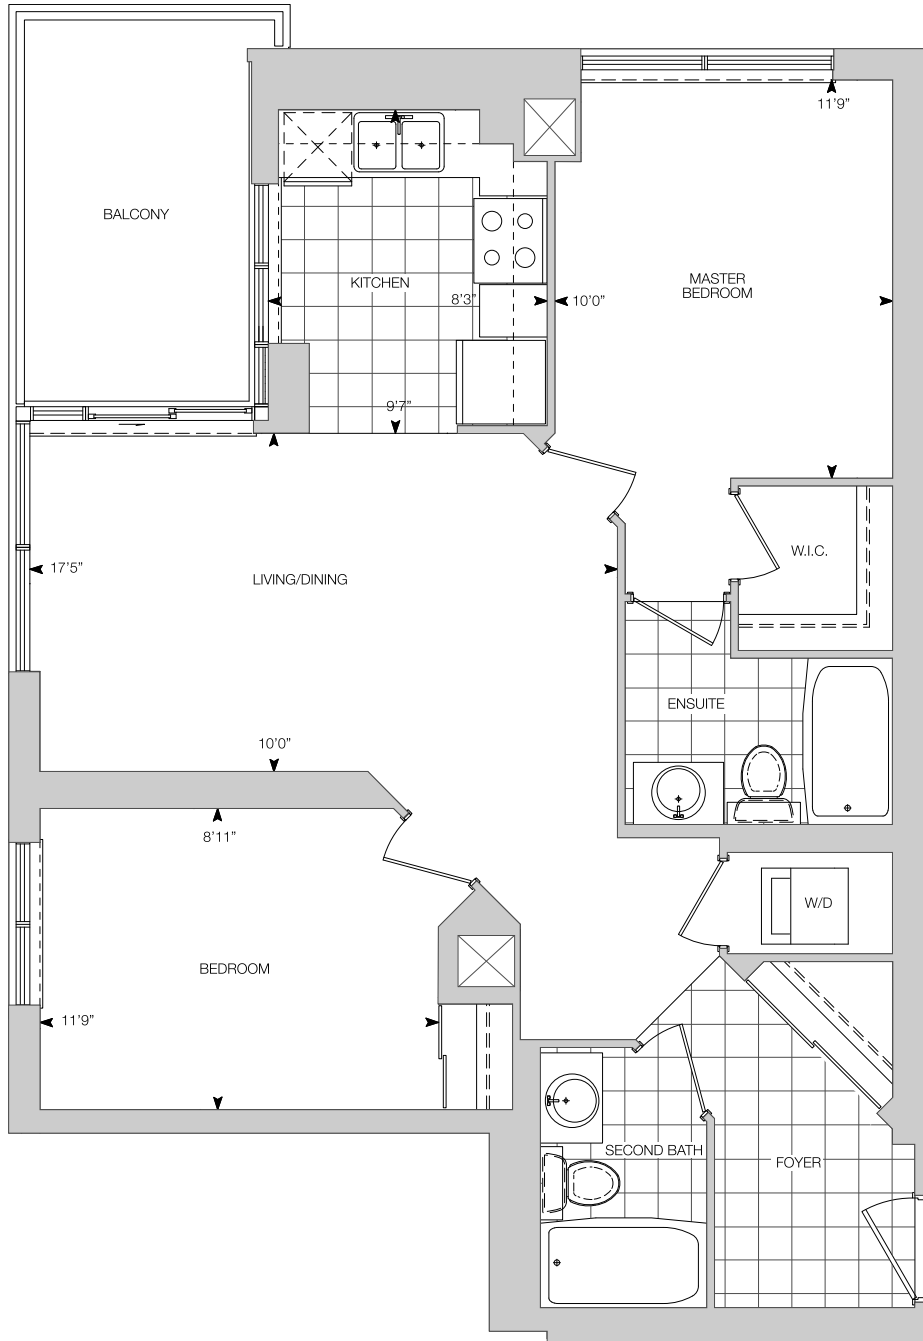 11’9”
BALCONY
MASTER
BEDROOM
KITCHEN
8’3”
10’0”
9’7”
W.I.C.
17’5”
LIVING/DINING
ENSUITE
10’0”
8’11”
W/D
BEDROOM
11’9”
SECOND BATH
FOYER